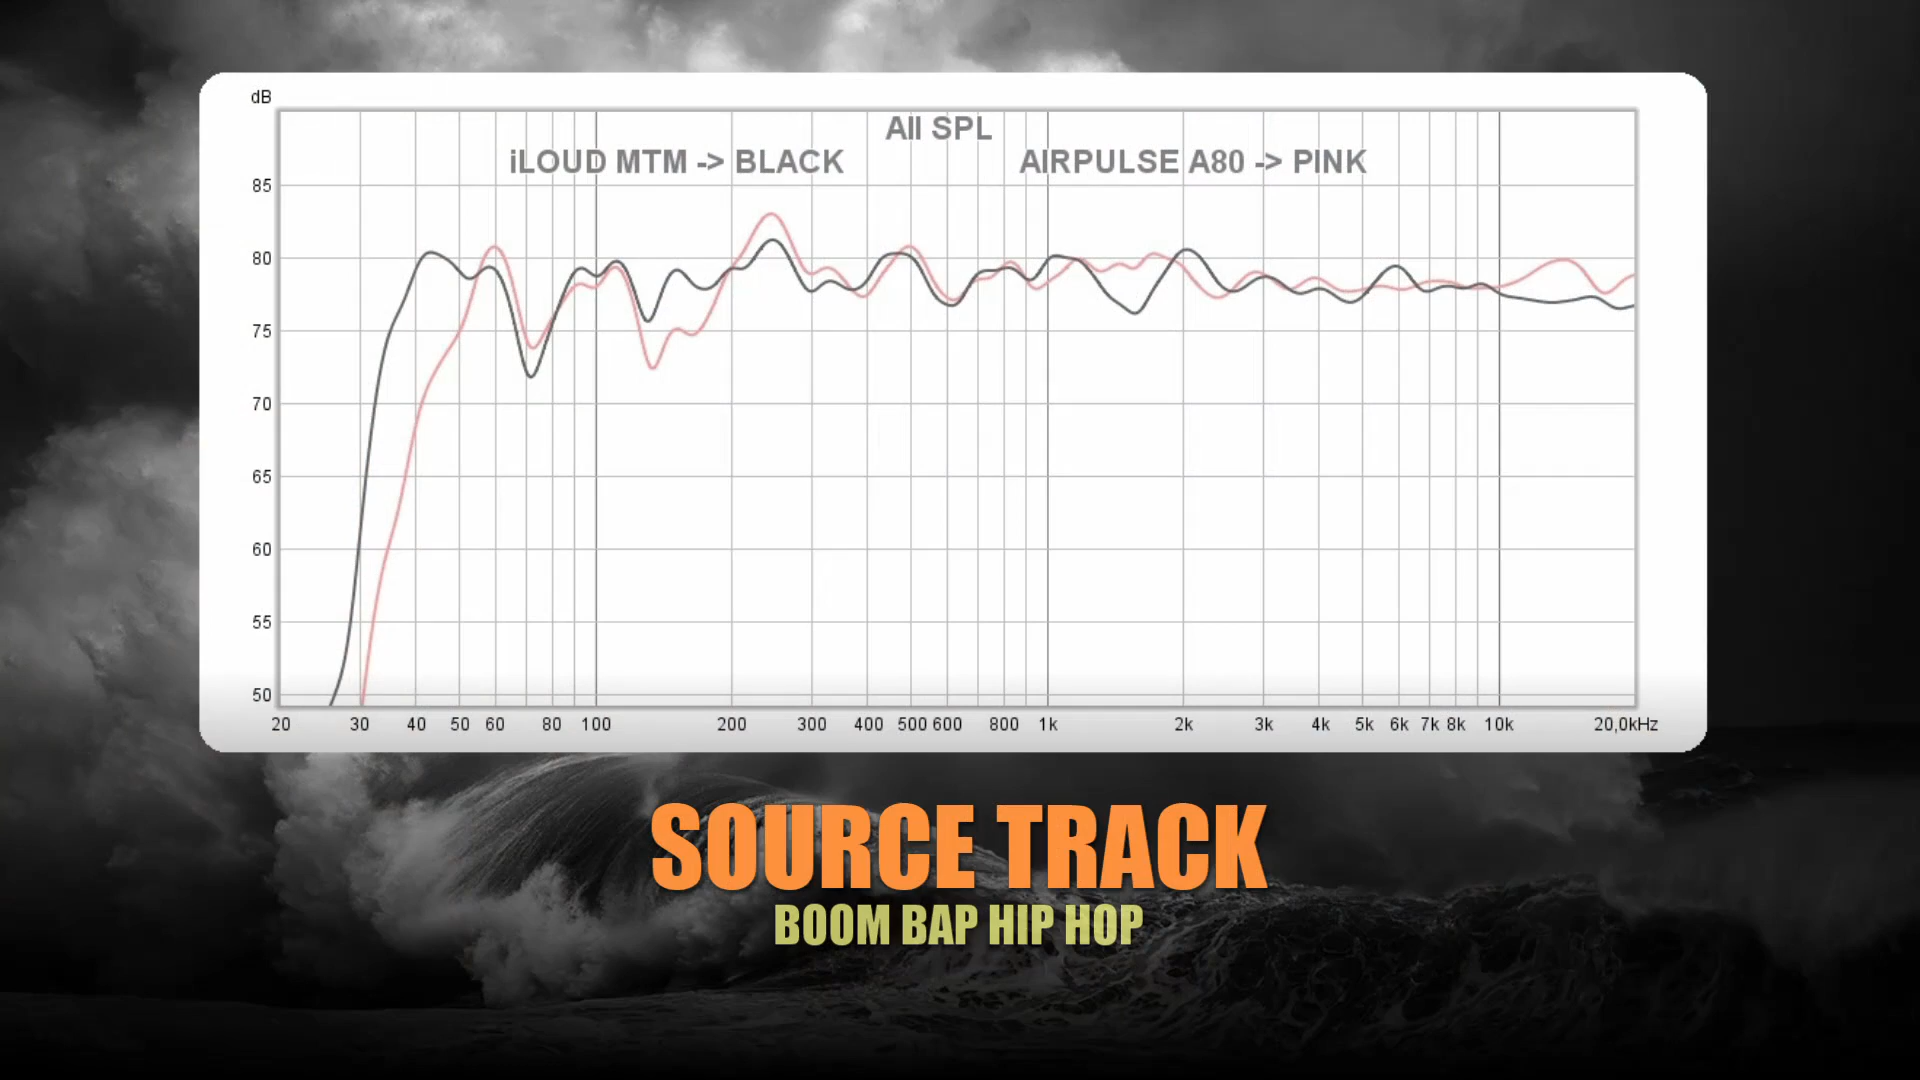 dB
All SPL
iLOUD MTM -> BLACK
AIRPULSE A80 -> PINK
85
80
75
70
65
60
55
50
20 30 40 50 60 80 100 200 300 400 500 600 800 1k 2k 3k 4k 5k 6k 7k 8k 10k 20,0kHz
SOURCE TRACK
BOOM BAP HIP HOP